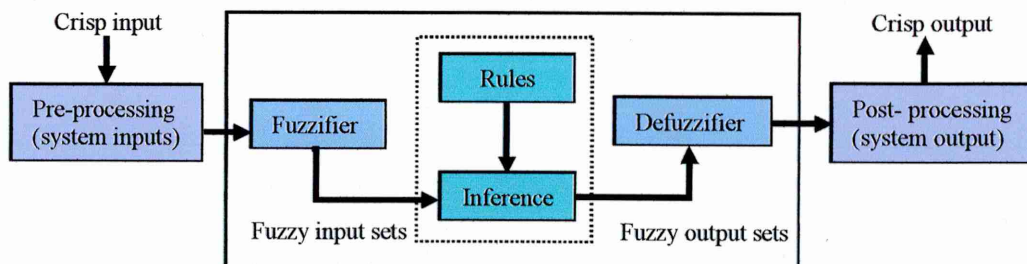 Crisp input
Pre-processing
(system inputs)
Fuzzifier
Rules
Inference
Fuzzy input sets
Defuzzifier
Fuzzy output sets
Crisp output
Post- processing
(system output)